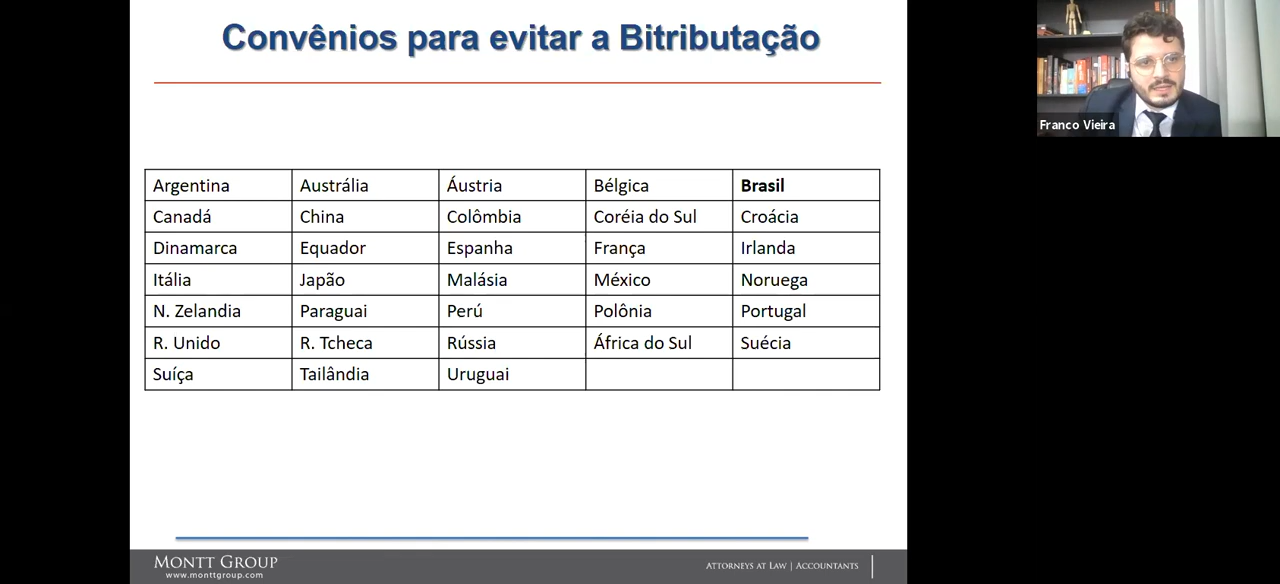 Convênios para evitar a Bitributação
Franco Vieira
Argentina Austrália Áustria Bélgica Brasil
Canadá China Colômbia Coréia do Sul Croácia
Dinamarca Equador Espanha França Irlanda
Itália Japão Malásia México Noruega
N. Zelandia Paraguai Perú Polônia Portugal
R. Unido R. Tcheca Rússia África do Sul Suécia
Suíça Tailândia Uruguai
MONTT GROUP
www.monttgroup.com
ATTORNEYS AT LAW | ACCOUNTANTS